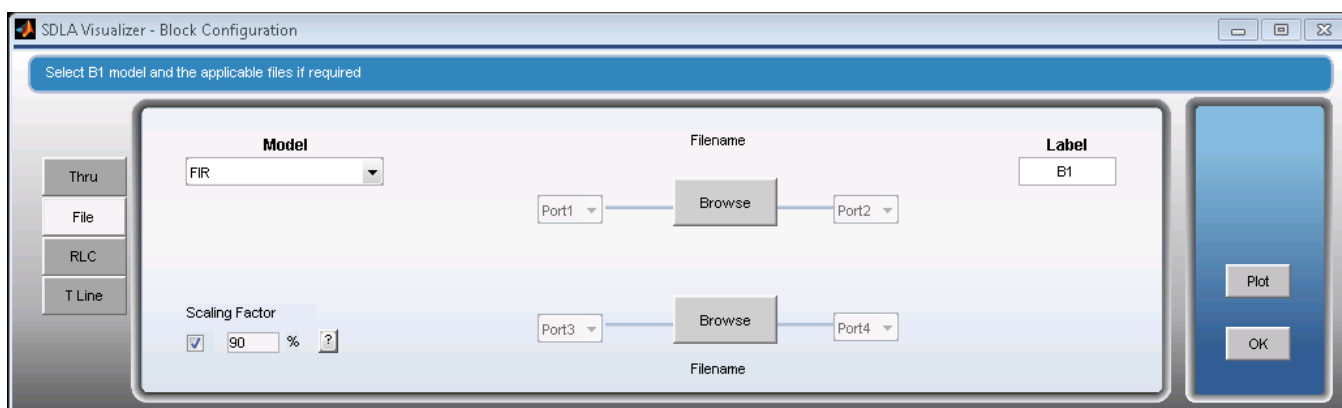 SDLA Visualizer - Block Configuration
Select B1 model and the applicable files if required
Thru
File
RLC
T Line
Model
FIR
Scaling Factor
90 % ?
Filename
Port1 Browse Port2
Port3 Browse Port4
Filename
Label
B1
Plot
OK